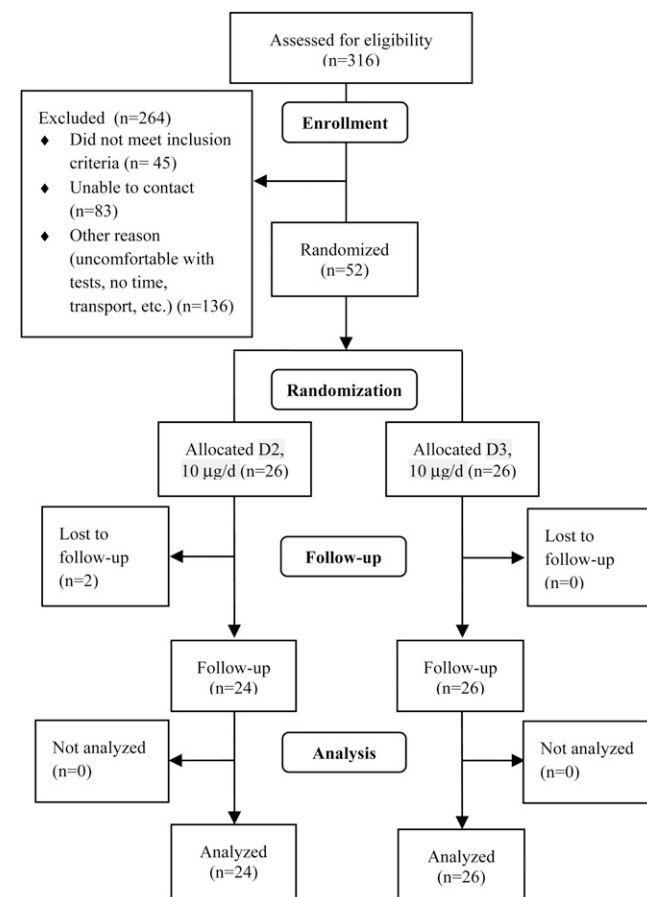 Assessed for eligibility
(n=316)
Enrollment
Excluded (n=264)
♦ Did not meet inclusion
criteria (n= 45)
♦ Unable to contact
(n=83)
♦ Other reason
(uncomfortable with
tests, no time,
transport, etc.) (n=136)
Randomized
(n=52)
Randomization
Allocated D2,
10 µg/d (n=26)
Allocated D3,
10 µg/d (n=26)
Lost to
follow-up
(n=2)
Follow-up
Lost to
follow-up
(n=0)
Follow-up
(n=24)
Follow-up
(n=26)
Not analyzed
(n=0)
Analysis
Not analyzed
(n=0)
Analyzed
(n=24)
Analyzed
(n=26)